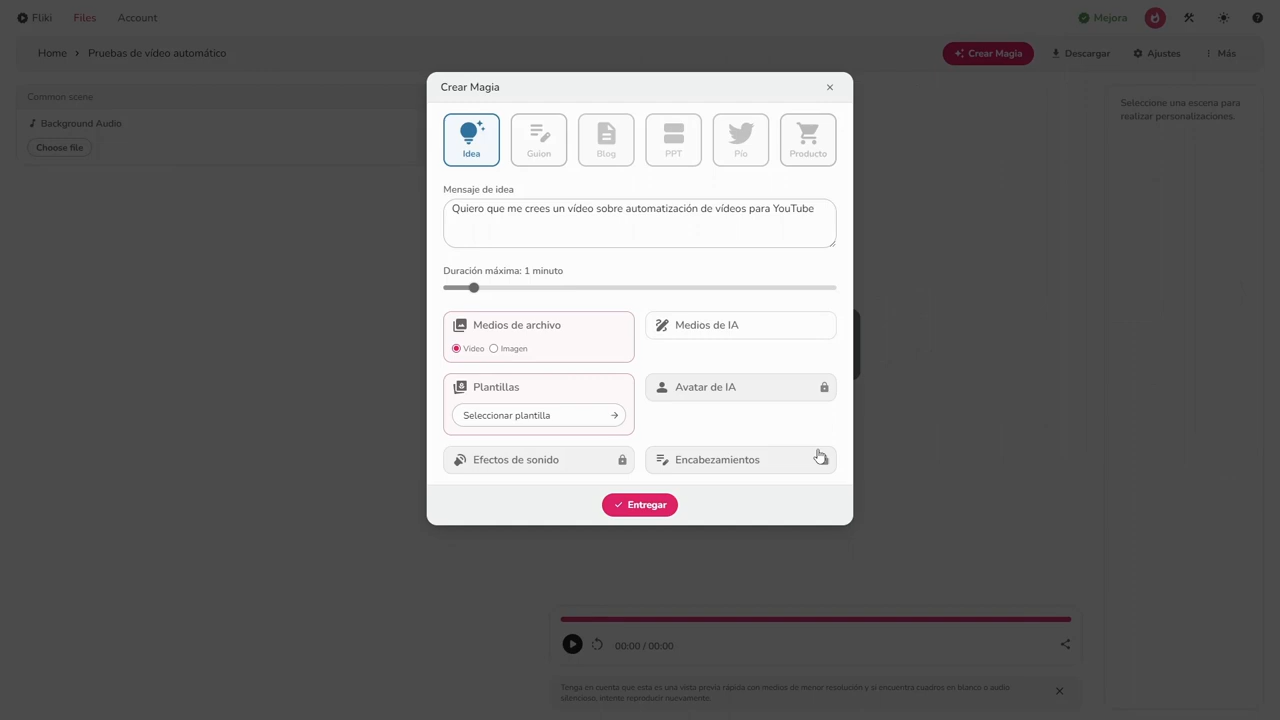 Fliki
Files
Account
Mejora
Home › Pruebas de vídeo automático
Crear Magia
Descargar
Ajustes
Más
Common scene
Background Audio
Choose file
Seleccione una escena para
realizar personalizaciones.
Crear Magia
Idea
Guion
Blog
PPT
Pío
Producto
Mensaje de idea
Quiero que me crees un vídeo sobre automatización de vídeos para YouTube
Duración máxima: 1 minuto
Medios de archivo
Video
Imagen
Medios de IA
Plantillas
Seleccionar plantilla
Avatar de IA
Efectos de sonido
Encabezamientos
Entregar
00:00 / 00:00
Tenga en cuenta que esta es una vista previa rápida con medios de menor resolución y si encuentra cuadros en blanco o audio
silencioso, intente reproducir nuevamente.